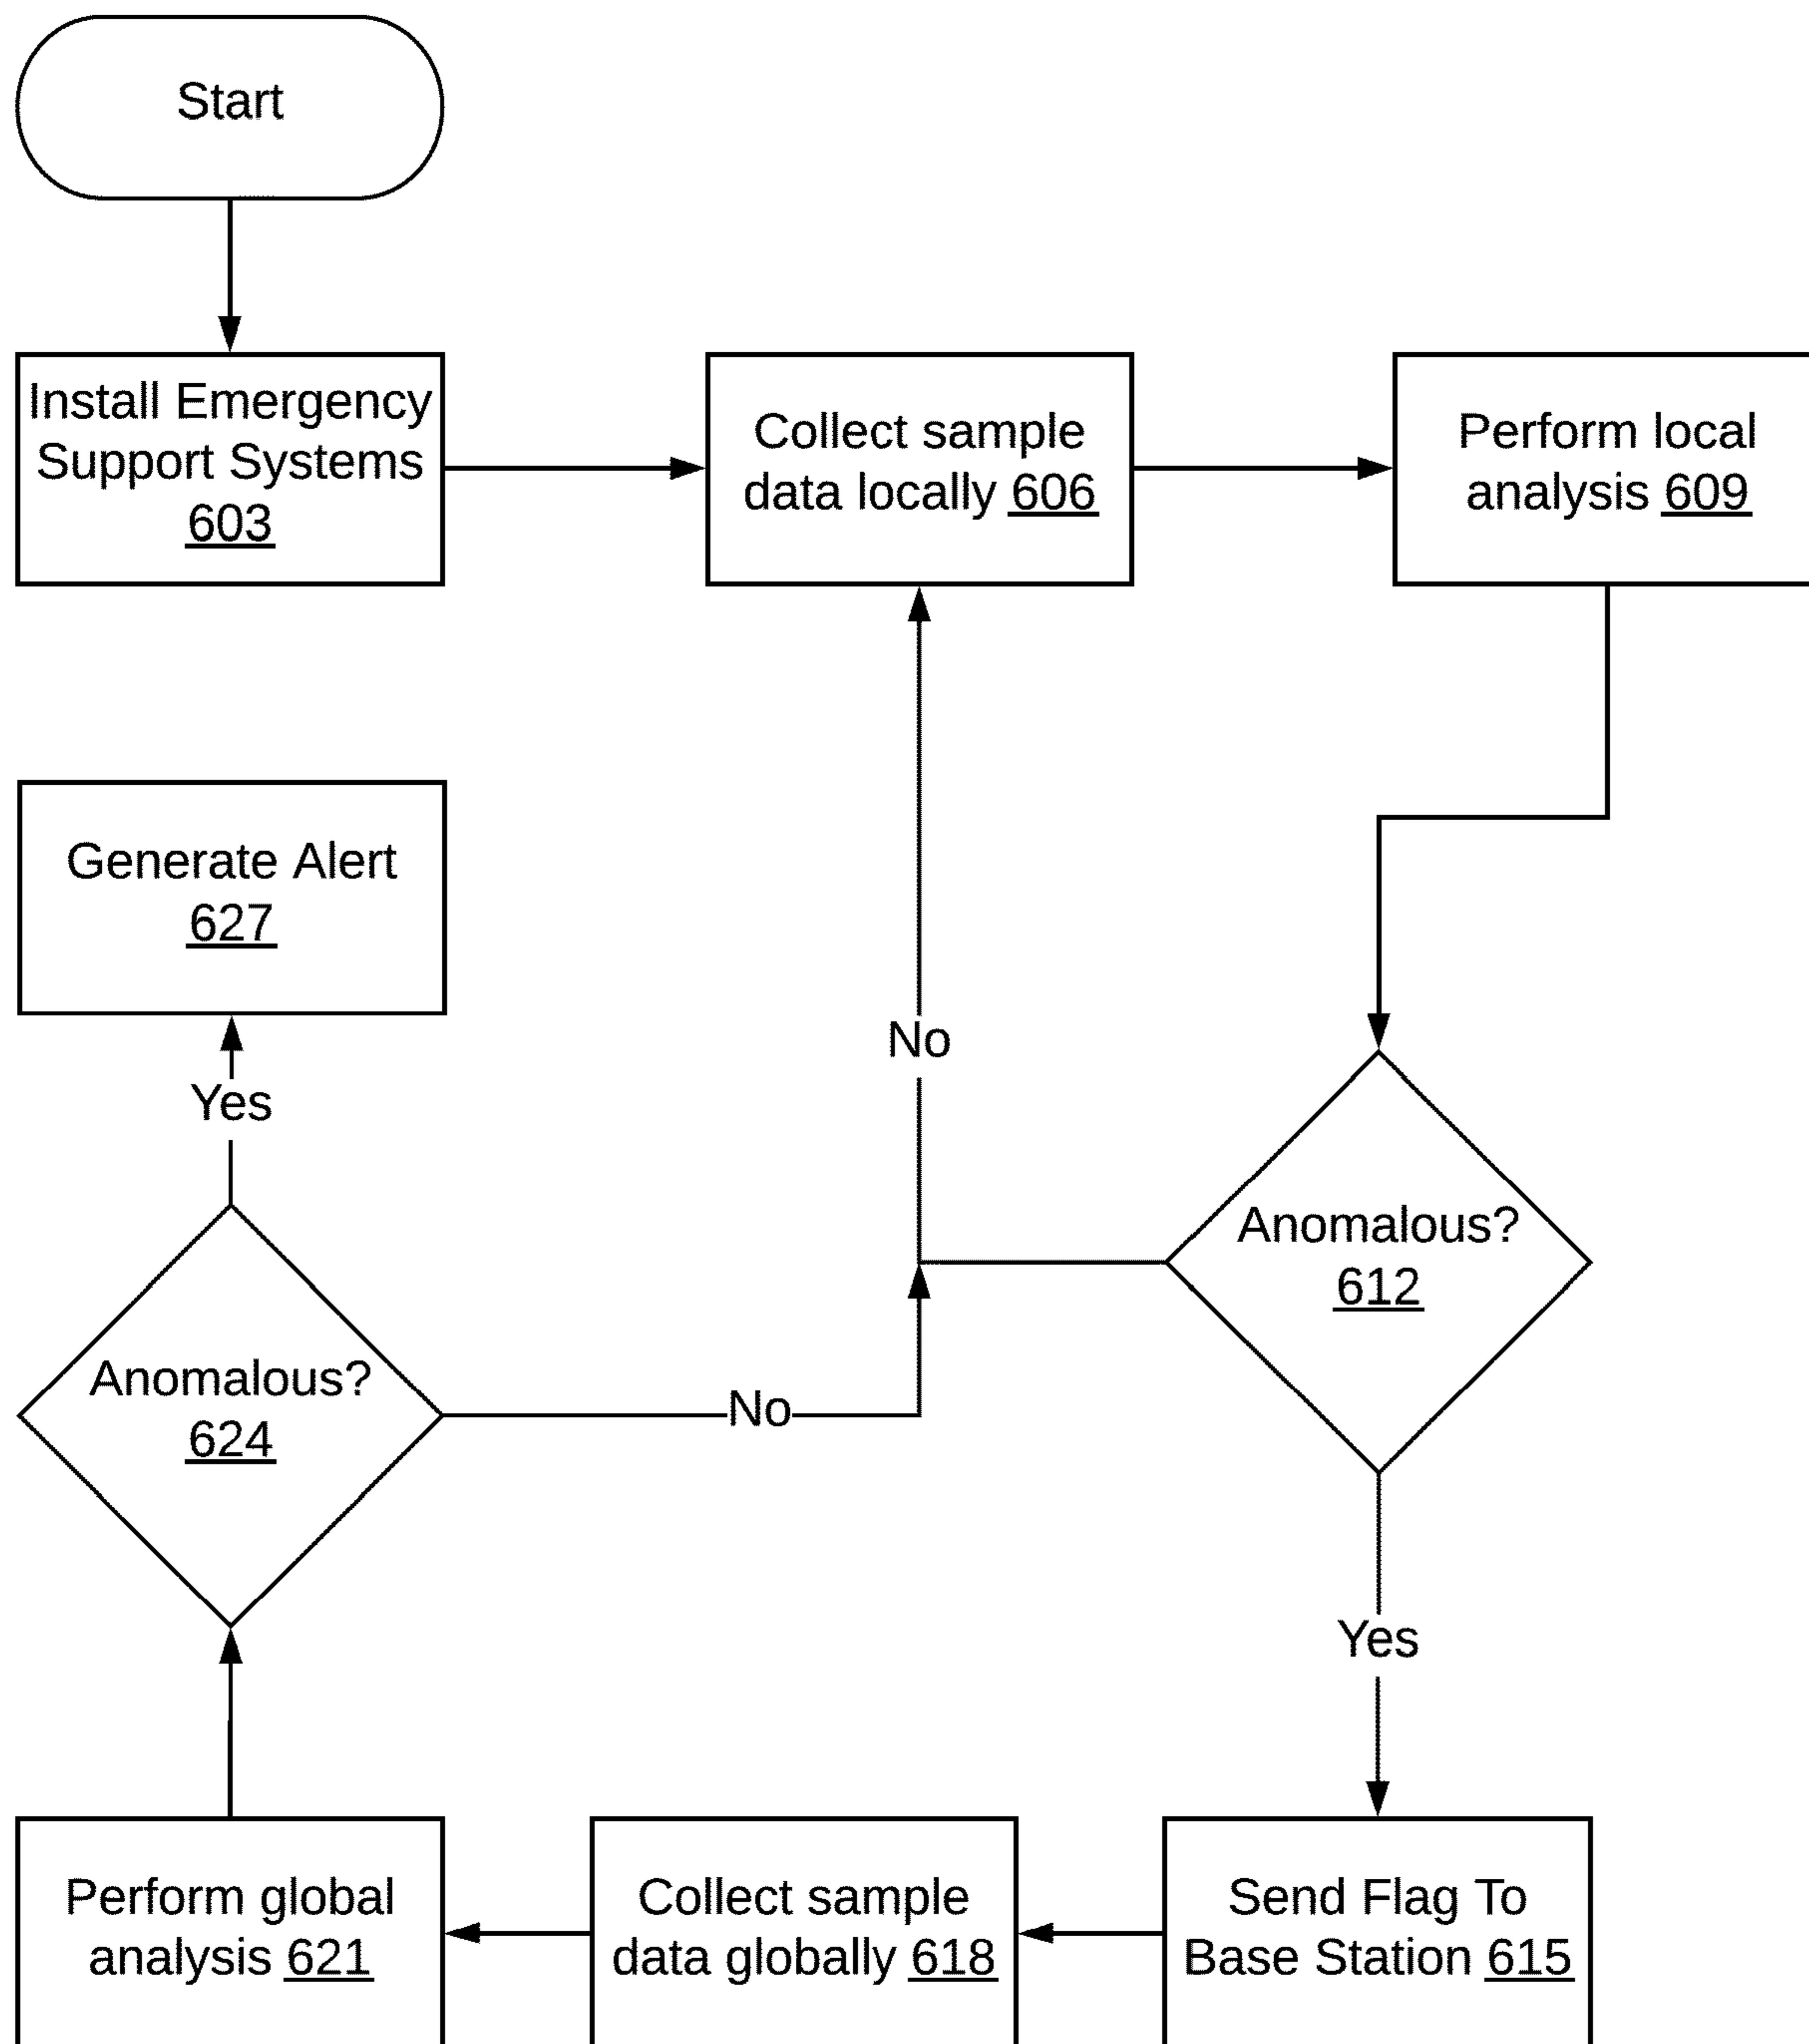 Start
Install Emergency
Support Systems
603
Collect sample
data locally 606
Perform local
analysis 609
Generate Alert
627
No
Yes
Anomalous?
612
Anomalous?
624
No
Yes
Perform global
analysis 621
Collect sample
data globally 618
Send Flag To
Base Station 615